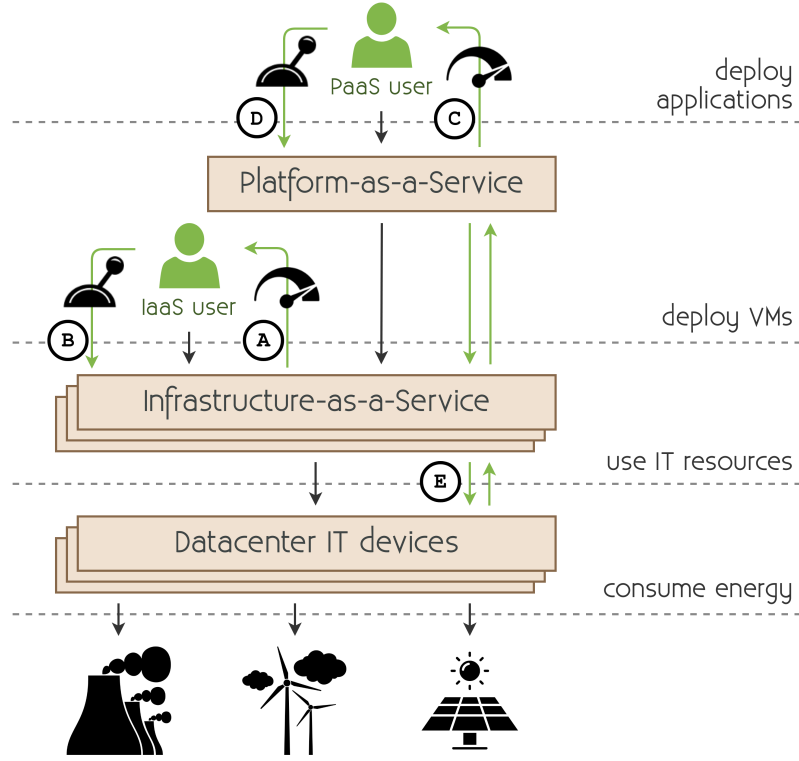 PaaS user
deploy
applications
D
C
Platform-as-a-Service
IaaS user
deploy VMs
B
A
Infrastructure-as-a-Service
use IT resources
E
Datacenter IT devices
consume energy